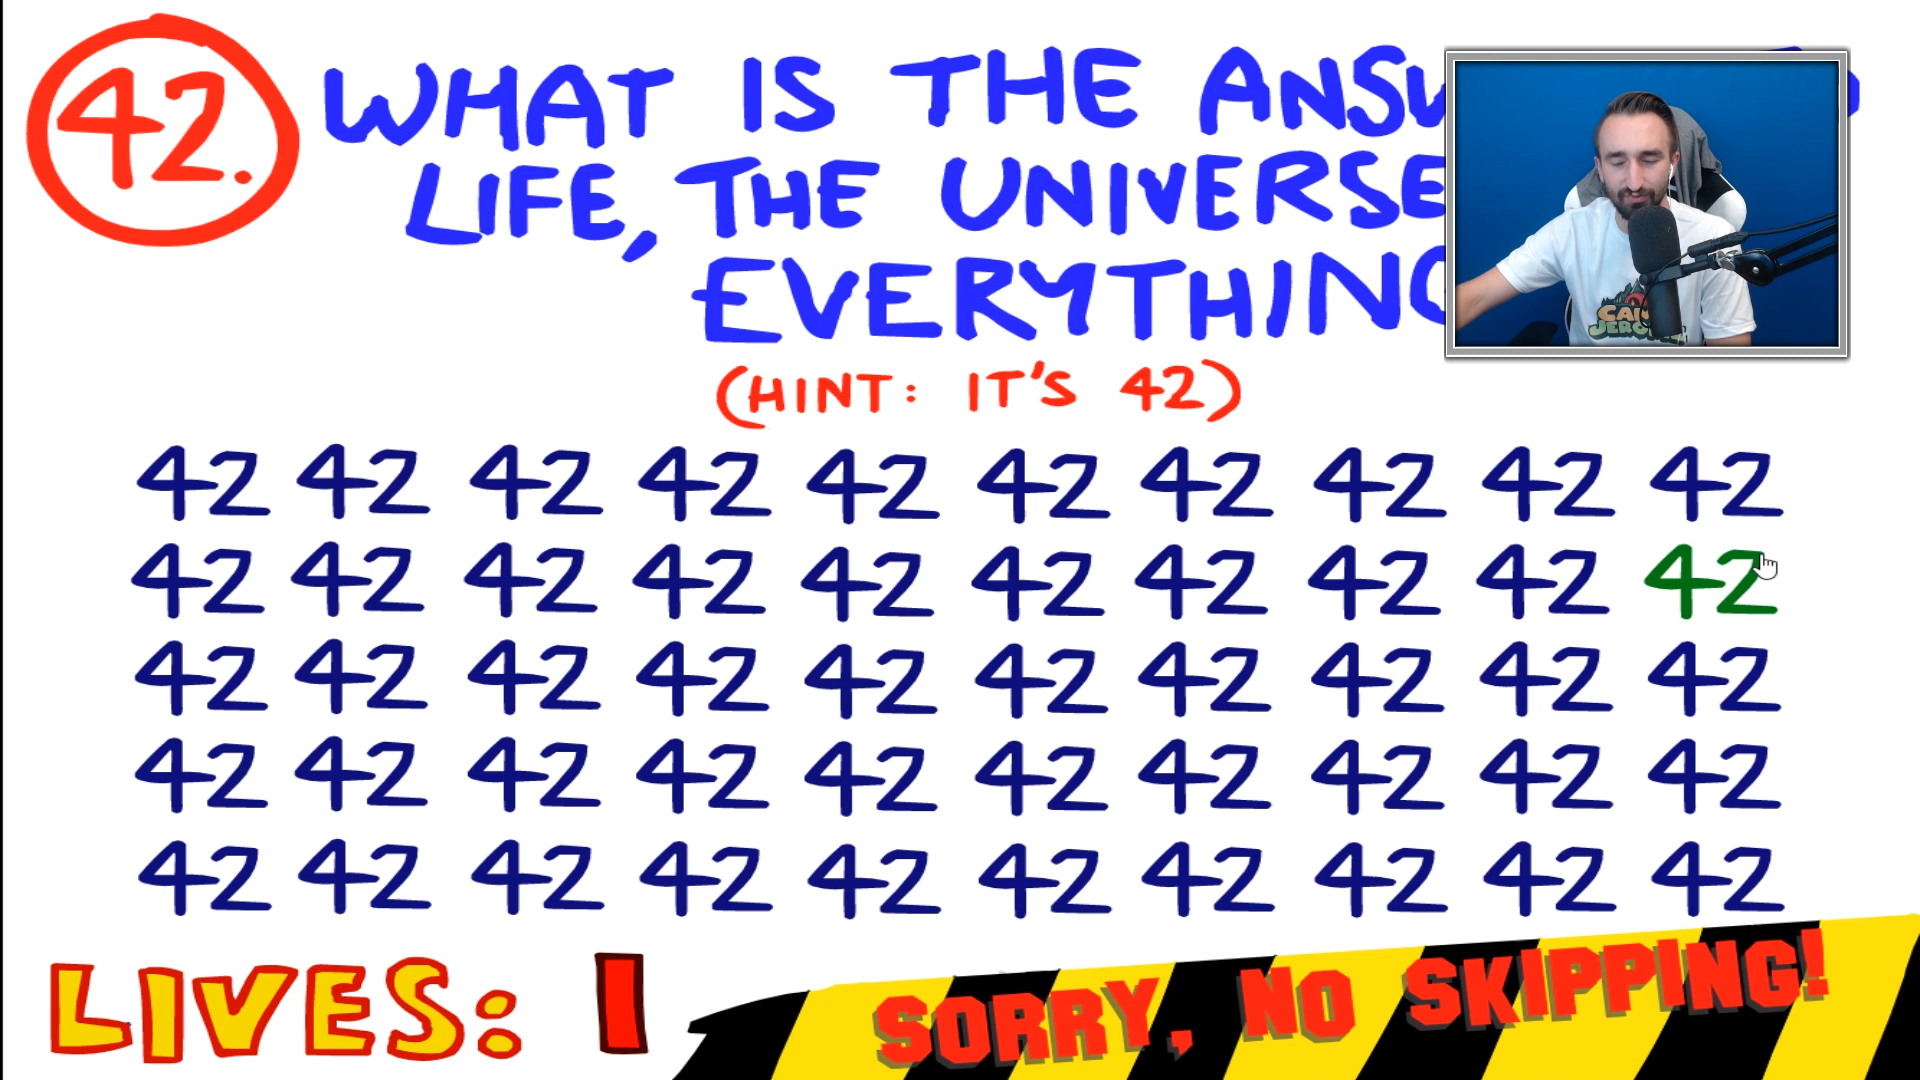 42. WHAT IS THE
LIFE, THE UNIVERSE
(HINT: IT'S 42)
42 42 42 42 42 42 42 42 42 42
42 42 42 42 42 42 42 42 42 42
42 42 42 42 42 42 42 42 42 42
42 42 42 42 42 42 42 42 42 42
42 42 42 42 42 42 42 42 42 42
LIVES: 1
SORRY, NO SKIPPING!